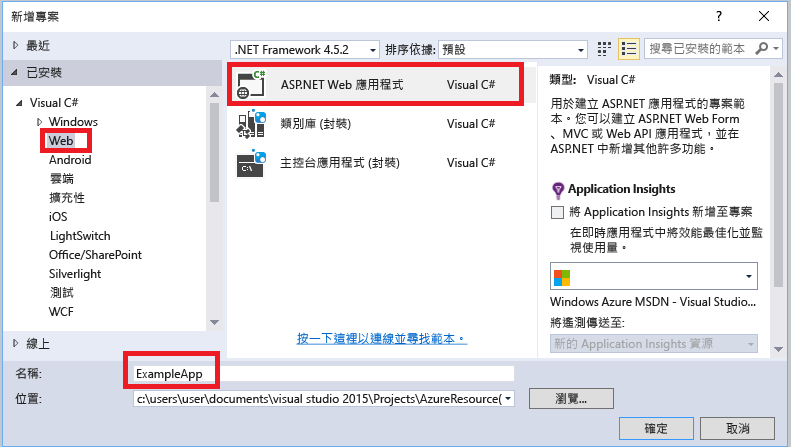 新增專案
最近
.NET Framework 4.5.2
排序依據:
預設
搜尋已安裝的範本
已安裝
Visual C#
Windows
Web
Android
雲端
擴充性
iOS
LightSwitch
Office/SharePoint
Silverlight
測試
WCF
線上
ASP.NET Web 應用程式
Visual C#
類別庫 (封裝)
Visual C#
主控台應用程式 (封裝)
Visual C#
按一下這裡以連線並尋找範本。
類型: Visual C#
用於建立 ASP.NET 應用程式的專案範
本。您可以建立 ASP.NET Web Form
、MVC 或 Web API 應用程式，並在
ASP.NET 中新增其他許多功能。
Application Insights
將 Application Insights 新增至專案
在即時應用程式中將效能最佳化並監
視使用量。
Windows Azure MSDN - Visual Studio...
將遙測傳送至:
新的 Application Insights 資源
名稱:
ExampleApp
位置:
c:\users\user\documents\visual studio 2015\Projects\AzureResource(
瀏覽...
確定
取消